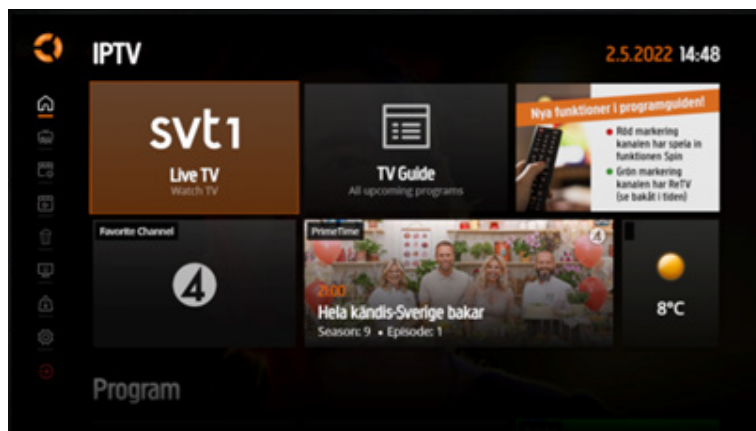 IPTV
2.5.2022 14:48
svt1
Live TV
Watch TV
TV Guide
All upcoming programs
Nya funktioner i programguiden!
Röd markering
kanalen har spela in
funktionen Spin
Grön markering
kanalen har ReTV
(se bakåt i tiden)
Favorite Channel
4
PrimeTime
4
21:00
Hela kändis-Sverige bakar
Season: 9 • Episode: 1
8°C
Program